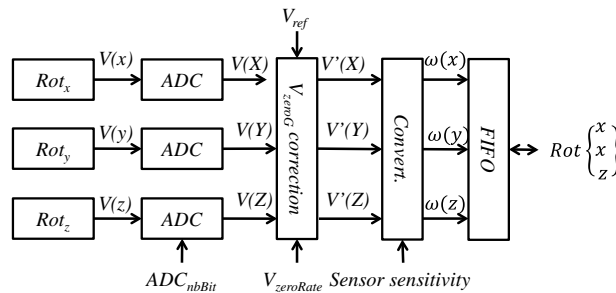 V_ref
V(x) V(X) V'(X) ω(x)
Rot_x ADC
V(y) V(Y) V'(Y) ω(y)
Rot_y ADC V_zeroG correction Convert. FIFO Rot { x x z }
V(z) V(Z) V'(Z) ω(z)
Rot_z ADC
ADC_nbBit V_zeroRate Sensor sensitivity